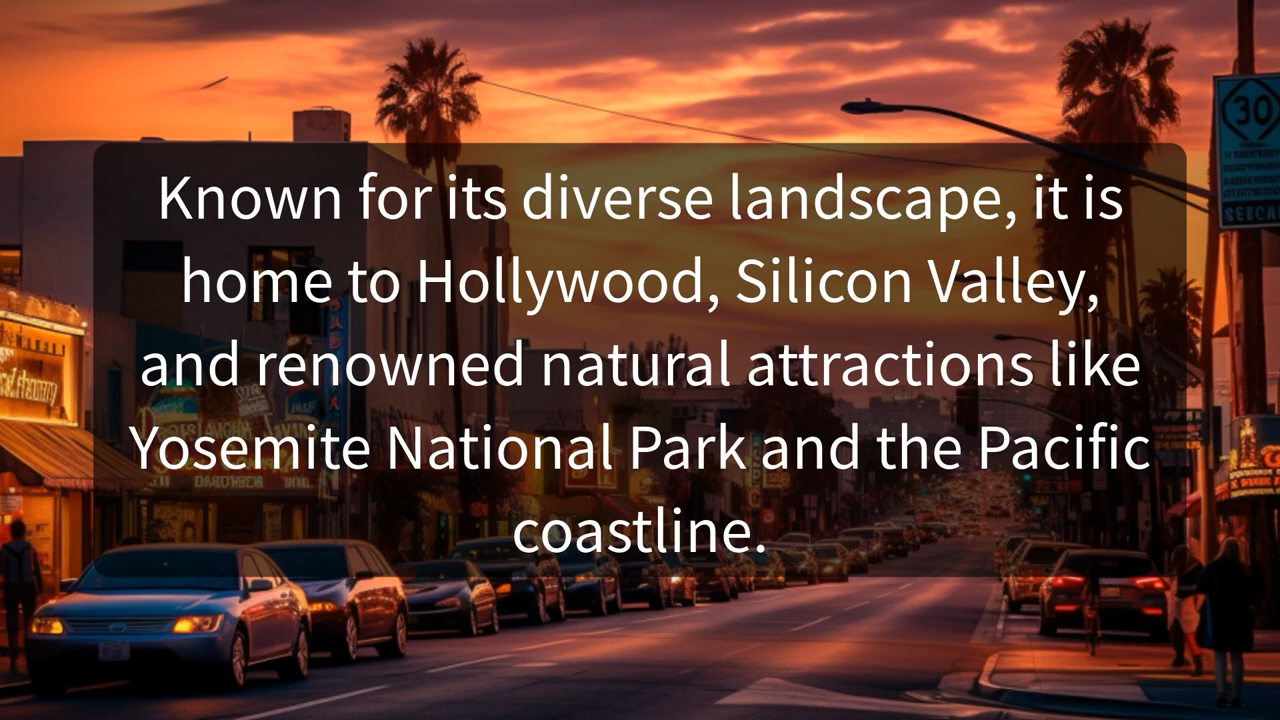 Known for its diverse landscape, it is
home to Hollywood, Silicon Valley,
and renowned natural attractions like
Yosemite National Park and the Pacific
coastline.
30